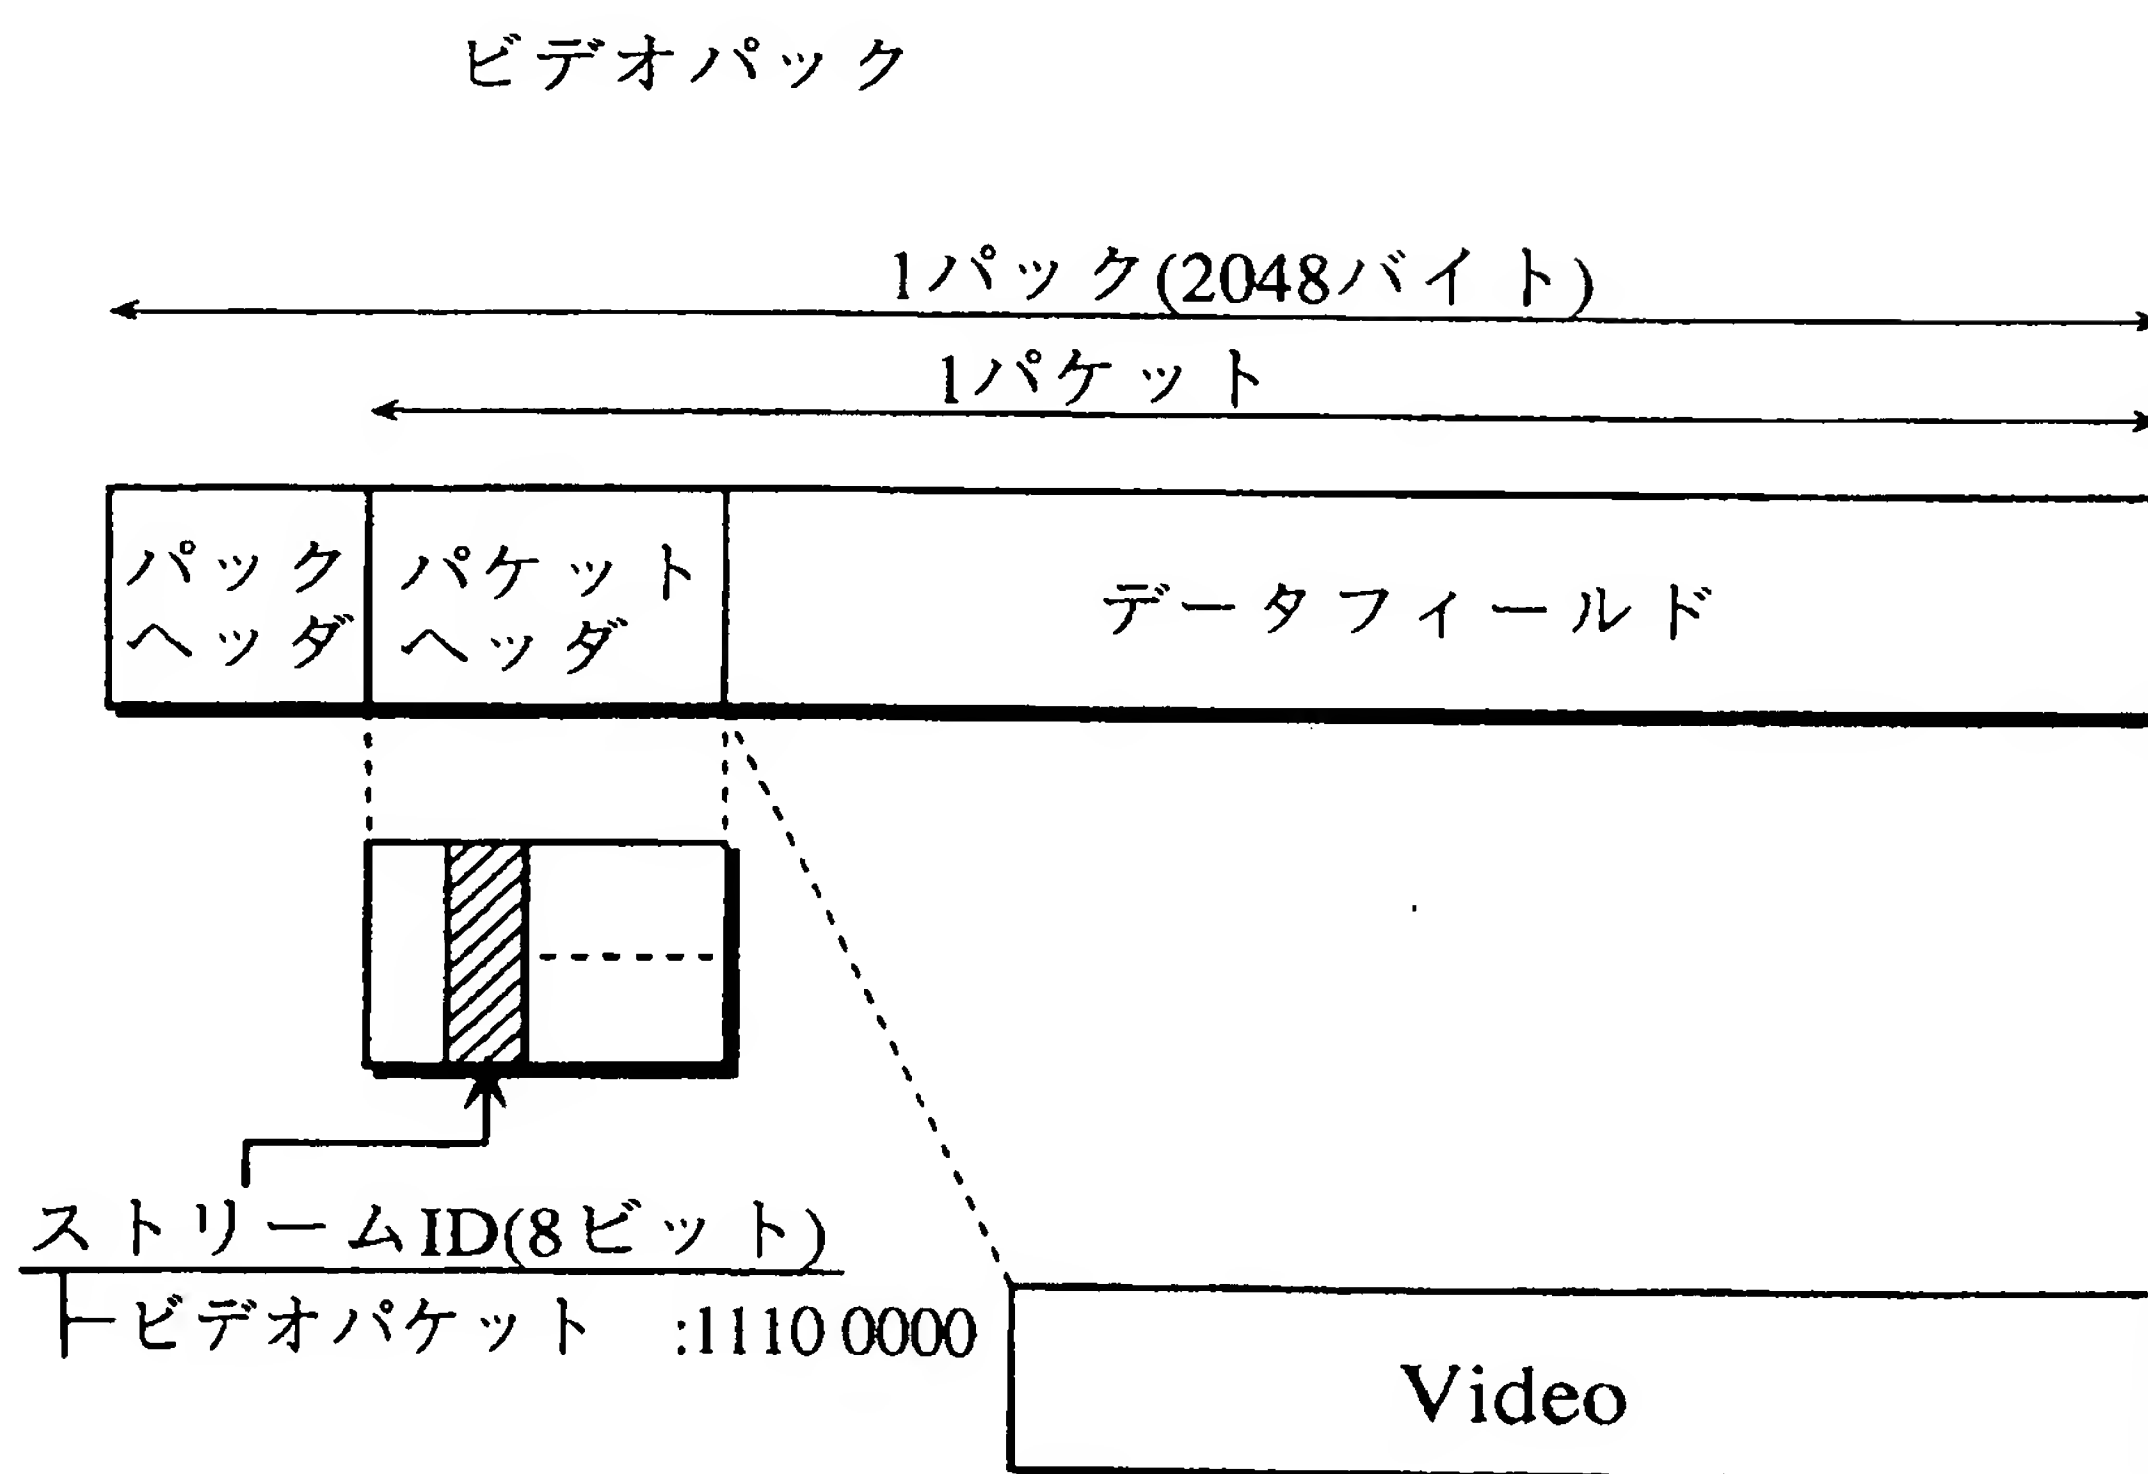 ビデオパック
1パック(2048バイト)
1パケット
パック
ヘッダ
パケット
ヘッダ
データフィールド
ストリームID(8ビット)
ビデオパケット :1110 0000
Video